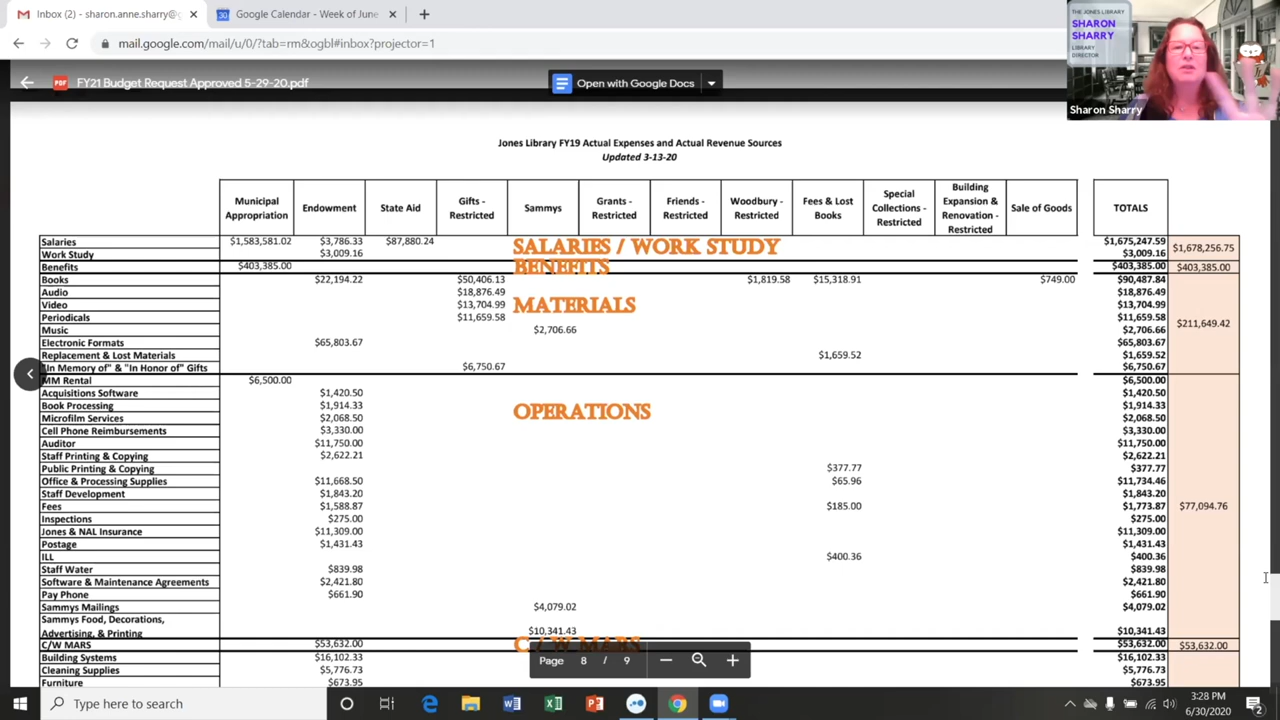 Inbox (2) - sharon.anne.sharry@g
Google Calendar - Week of June
mail.google.com/mail/u/0/?tab=rm&ogbl#inbox?projector=1
THE JONES LIBRARY
SHARON
SHARRY
LIBRARY
DIRECTOR
Sharon Sharry
PDF FY21 Budget Request Approved 5-29-20.pdf
Open with Google Docs
Jones Library FY19 Actual Expenses and Actual Revenue Sources
Updated 3-13-20
Municipal Appropriation Endowment State Aid Gifts - Restricted Sammys Grants - Restricted Friends - Restricted Woodbury - Restricted Fees & Lost Books Special Collections - Restricted Building Expansion & Renovation - Restricted Sale of Goods TOTALS
Salaries $1,583,581.02 $3,786.33 $87,880.24 $1,675,247.59
SALARIES / WORK STUDY $1,678,256.75
Work Study $3,009.16 $3,009.16
Benefits $403,385.00 BENEFITS $403,385.00 $403,385.00
Books $22,194.22 $50,406.13 $1,819.58 $15,318.91 $749.00 $90,487.84
Audio $18,876.49 $18,876.49
Video $13,704.99 MATERIALS $13,704.99
Periodicals $11,659.58 $11,659.58
$211,649.42
Music $2,706.66 $2,706.66
Electronic Formats $65,803.67 $65,803.67
Replacement & Lost Materials $1,659.52 $1,659.52
"In Memory of" & "In Honor of" Gifts $6,750.67 $6,750.67
MM Rental $6,500.00 $6,500.00
Acquisitions Software $1,420.50 $1,420.50
Book Processing $1,914.33 $1,914.33
OPERATIONS
Microfilm Services $2,068.50 $2,068.50
Cell Phone Reimbursements $3,330.00 $3,330.00
Auditor $11,750.00 $11,750.00
Staff Printing & Copying $2,622.21 $2,622.21
Public Printing & Copying $377.77 $377.77
Office & Processing Supplies $11,668.50 $65.96 $11,734.46
Staff Development $1,843.20 $1,843.20
Fees $1,588.87 $185.00 $1,773.87 $77,094.76
Inspections $275.00 $275.00
Jones & NAL Insurance $11,309.00 $11,309.00
Postage $1,431.43 $1,431.43
ILL $400.36 $400.36
Staff Water $839.98 $839.98
Software & Maintenance Agreements $2,421.80 $2,421.80
Pay Phone $661.90 $661.90
Sammys Mailings $4,079.02 $4,079.02
Sammys Food, Decorations,
Advertising, & Printing $10,341.43 $10,341.43
C/W MARS $53,632.00 C/W MARS $53,632.00 $53,632.00
Building Systems $16,102.33 $16,102.33
Page 8 / 9
Cleaning Supplies $5,776.73 $5,776.73
Furniture $673.95 $673.95
Type here to search
3:28 PM
6/30/2020
2